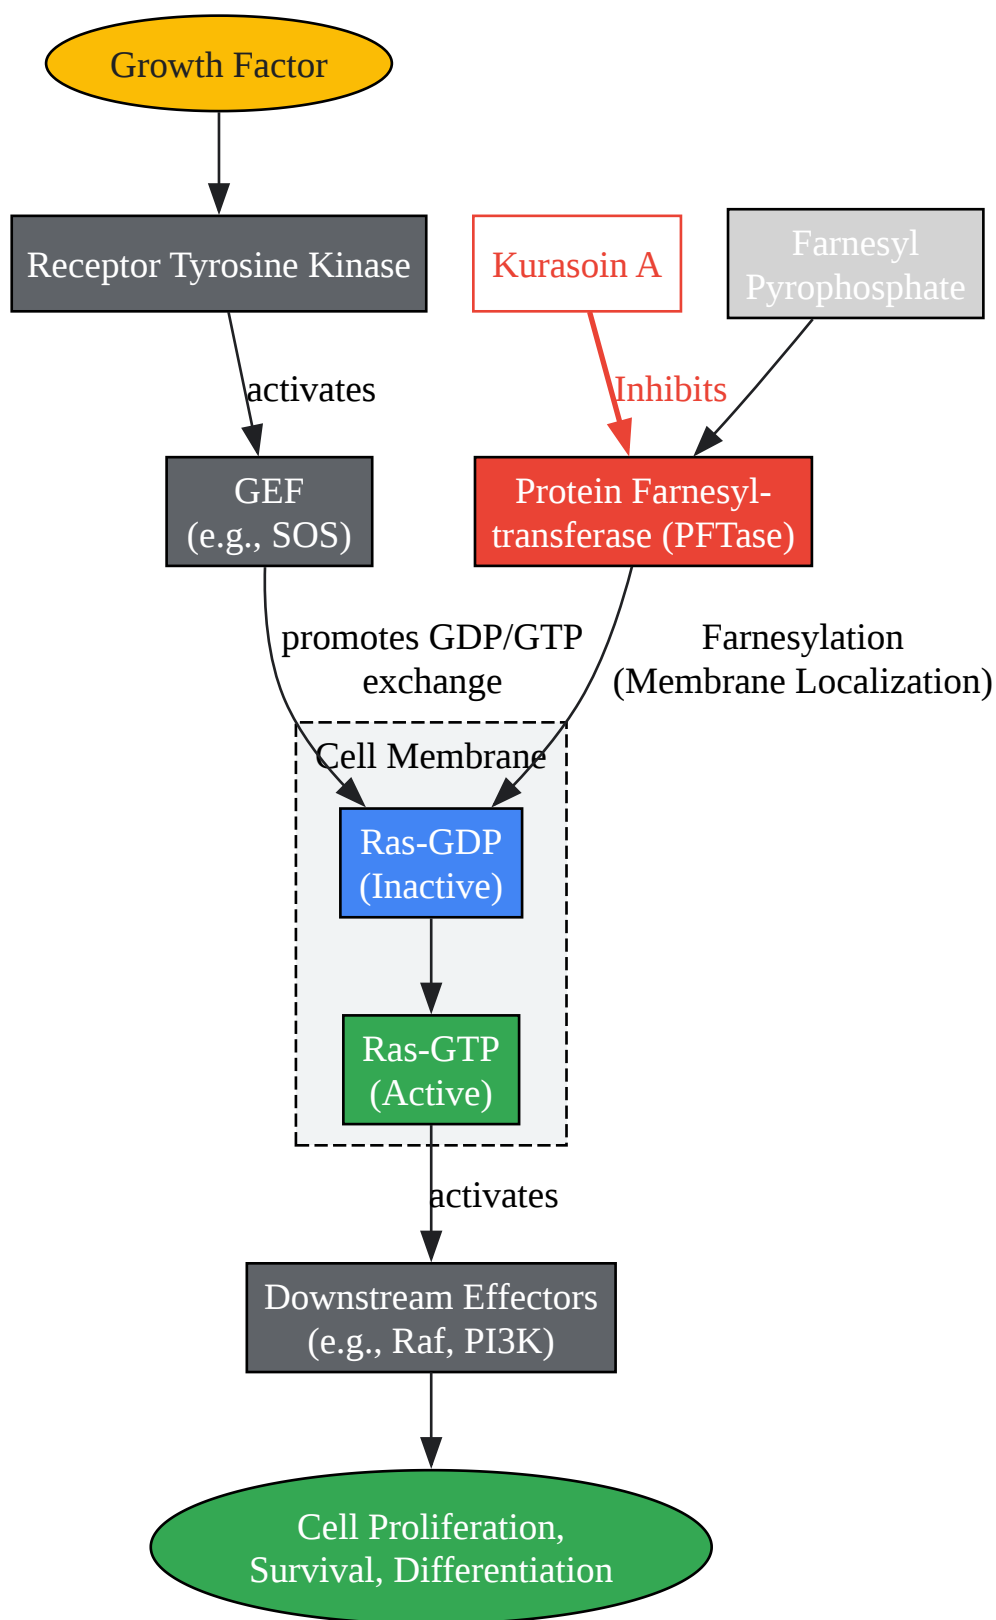 Growth Factor
Receptor Tyrosine Kinase
Kurasoin A
Farnesyl
Pyrophosphate
activates
Inhibits
GEF
(e.g., SOS)
Protein Farnesyl-
transferase (PFTase)
promotes GDP/GTP
exchange
Farnesylation
(Membrane Localization)
Cell Membrane
Ras-GDP
(Inactive)
Ras-GTP
(Active)
activates
Downstream Effectors
(e.g., Raf, PI3K)
Cell Proliferation,
Survival, Differentiation